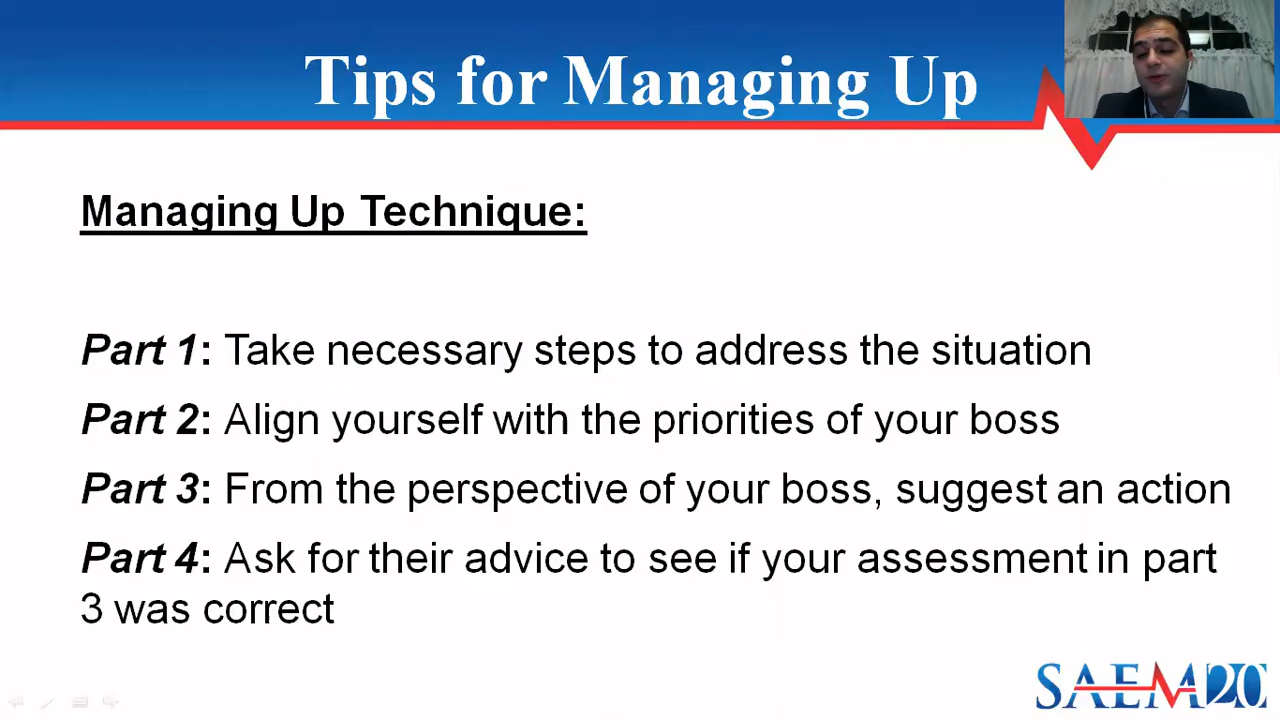 Tips for Managing Up
Managing Up Technique:
Part 1: Take necessary steps to address the situation
Part 2: Align yourself with the priorities of your boss
Part 3: From the perspective of your boss, suggest an action
Part 4: Ask for their advice to see if your assessment in part
3 was correct
SAEM20